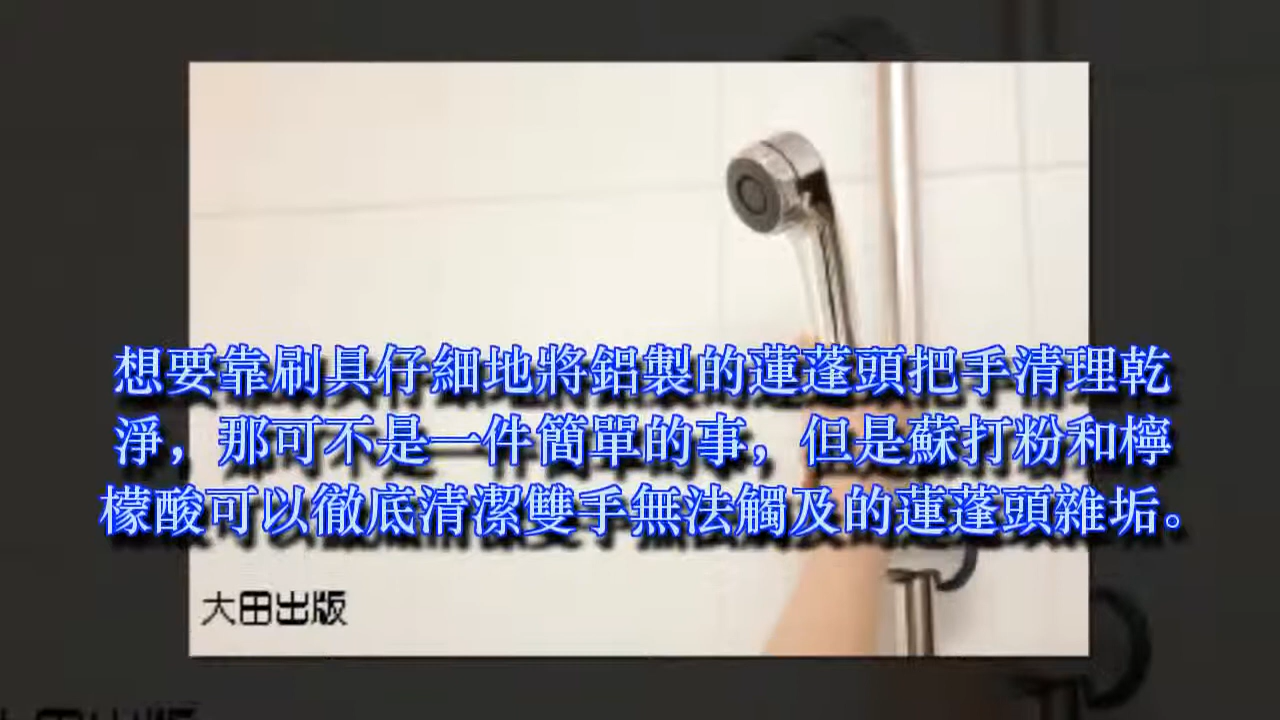 想要靠刷具仔細地將鋁製的蓮蓬頭把手清理乾
淨，那可不是一件簡單的事，但是蘇打粉和檸
檬酸可以徹底清潔雙手無法觸及的蓮蓬頭雜垢。
大田出版